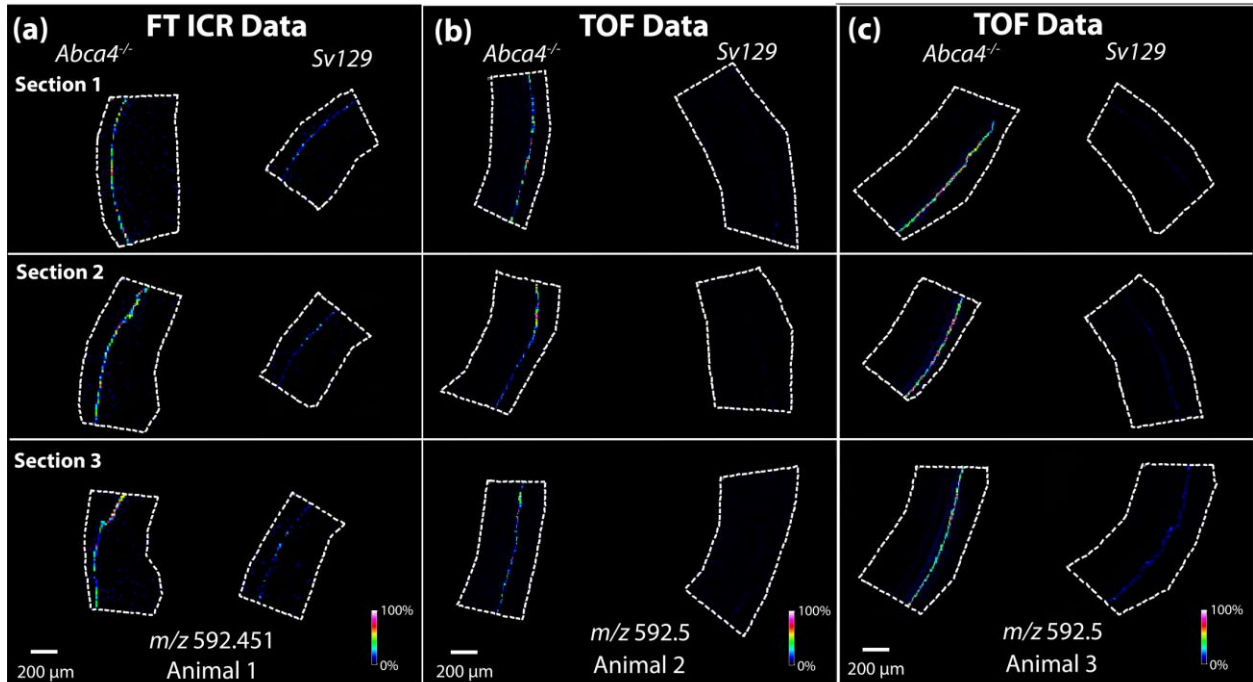 (a) FT ICR Data
Abca4-/- Sv129
Section 1
Section 2
Section 3
100%
0%
m/z 592.451
200 µm Animal 1
(b) TOF Data
Abca4-/- Sv129
100%
0%
m/z 592.5
200 µm Animal 2
(c) TOF Data
Abca4-/- Sv129
100%
0%
m/z 592.5
200 µm Animal 3